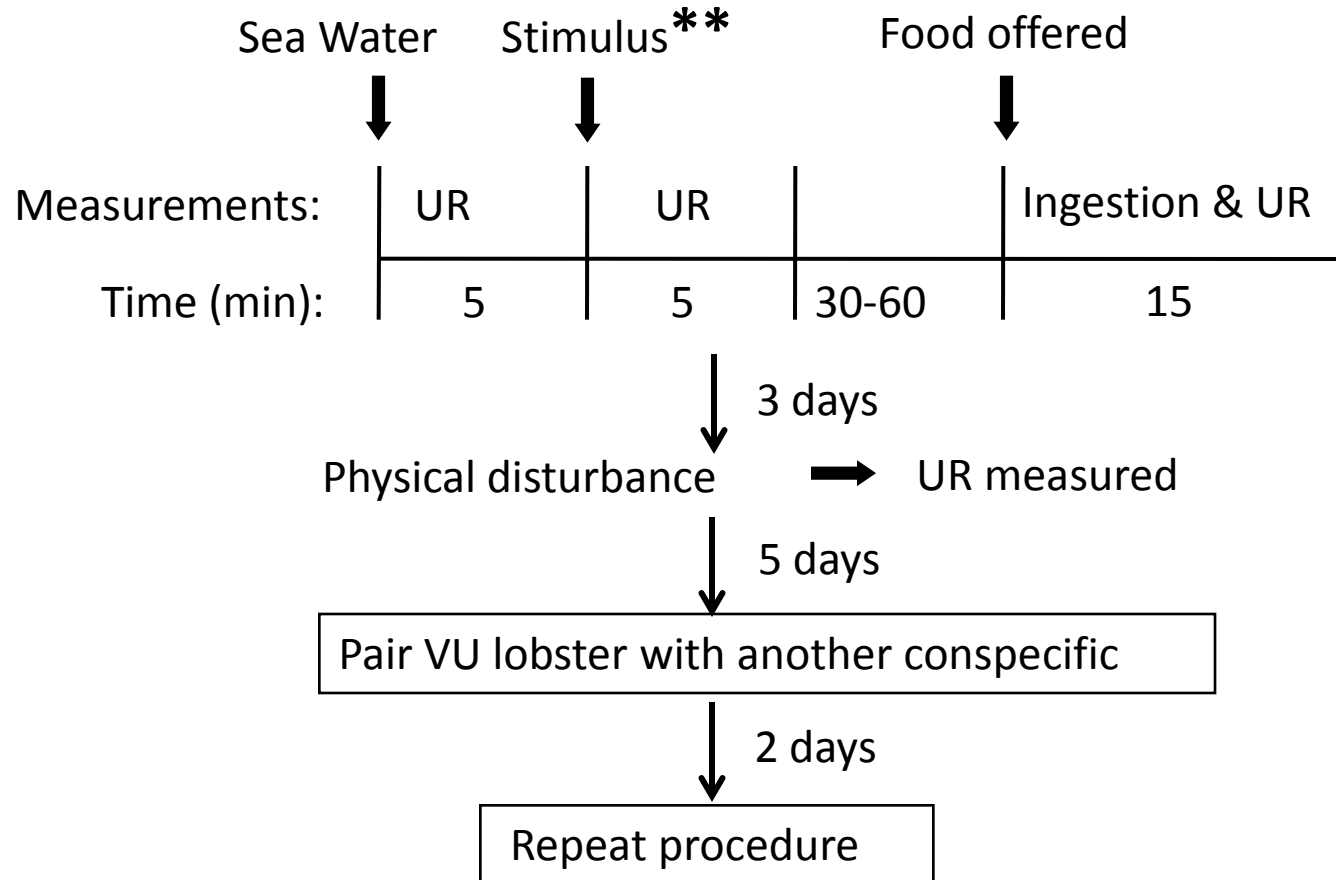 Sea Water Stimulus** Food offered
Measurements: UR UR Ingestion & UR
Time (min): 5 5 30-60 15
3 days
Physical disturbance UR measured
5 days
Pair VU lobster with another conspecific
2 days
Repeat procedure